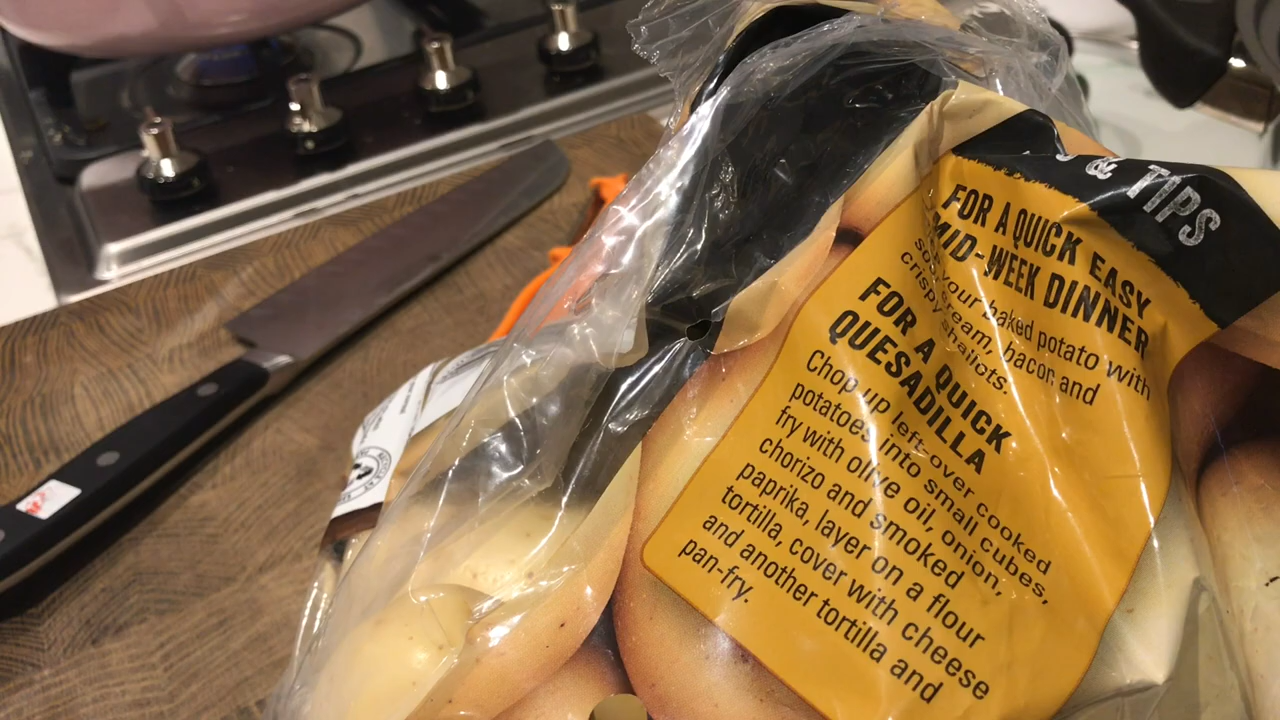 & TIPS
FOR A QUICK EASY
MID-WEEK DINNER
your baked potato with
cream, bacon and
crispy shallots.
FOR A QUICK
QUESADILLA
Chop up left-over cooked
potatoes into small cubes,
fry with olive oil, onion,
chorizo and smoked
paprika, layer on a flour
tortilla, cover with cheese
and another tortilla and
pan-fry.